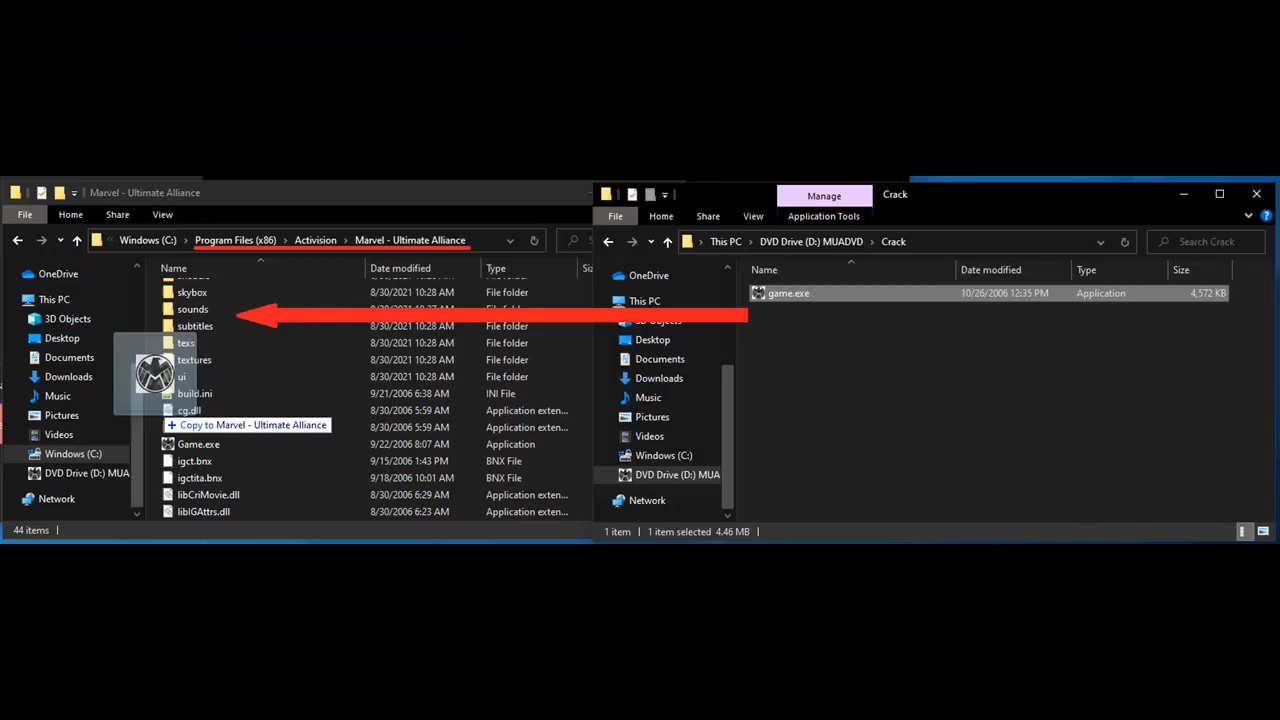 Marvel - Ultimate Alliance
File Home Share View
Windows (C:) Program Files (x86) Activision Marvel - Ultimate Alliance
Name Date modified Type
OneDrive
This PC
3D Objects
Desktop
Documents
Downloads
Music
Pictures
Videos
Windows (C:)
DVD Drive (D:) MUA
Network
skybox 8/30/2021 10:28 AM File folder
sounds
subtitles 8/30/2021 10:28 AM File folder
texs 8/30/2021 10:28 AM File folder
textures 8/30/2021 10:28 AM File folder
ui 8/30/2021 10:28 AM File folder
build.ini 9/21/2006 6:38 AM INI File
cg.dll 8/30/2006 5:59 AM Application exten...
8/30/2006 5:59 AM Application exten...
+ Copy to Marvel - Ultimate Alliance
Game.exe 9/22/2006 8:07 AM Application
igct.bnx 9/15/2006 1:43 PM BNX File
igctita.bnx 9/18/2006 10:01 AM BNX File
libCriMovie.dll 8/30/2006 6:29 AM Application exten...
libIGAttrs.dll 8/30/2006 6:23 AM Application exten...
44 items
Manage Crack
File Home Share View Application Tools
This PC DVD Drive (D:) MUADVD Crack
Search Crack
Name Date modified Type Size
OneDrive
This PC
3D Objects
Desktop
Documents
Downloads
Music
Pictures
Videos
Windows (C:)
DVD Drive (D:) MUA
Network
game.exe 10/26/2006 12:35 PM Application 4,572 KB
1 item 1 item selected 4.46 MB